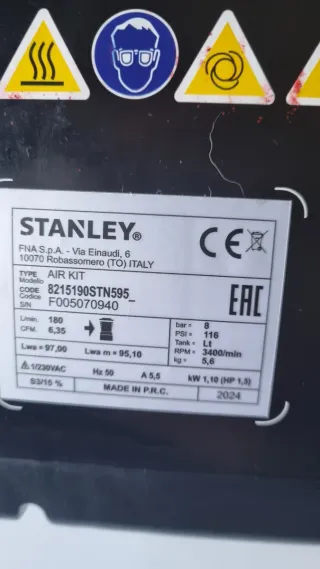 STANLEY®
FNA S.p.A. - Via Einaudi, 6
10070 Robassomero (TO) ITALY
CE
TYPE AIR KIT
Modello
CODE 8215190STN595
Codice
S/N F005070940
EAC
L/min. 180
CFM. 6,35
bar = 8
PSI = 116
Tank = Lt
RPM = 3400/min
kg = 5,6
Lwa = 97,00 Lwa m = 95,10
1/230VAC Hz 50 A 5,5 kW 1,10 (HP 1,5)
S3/15 % MADE IN P.R.C. 2024